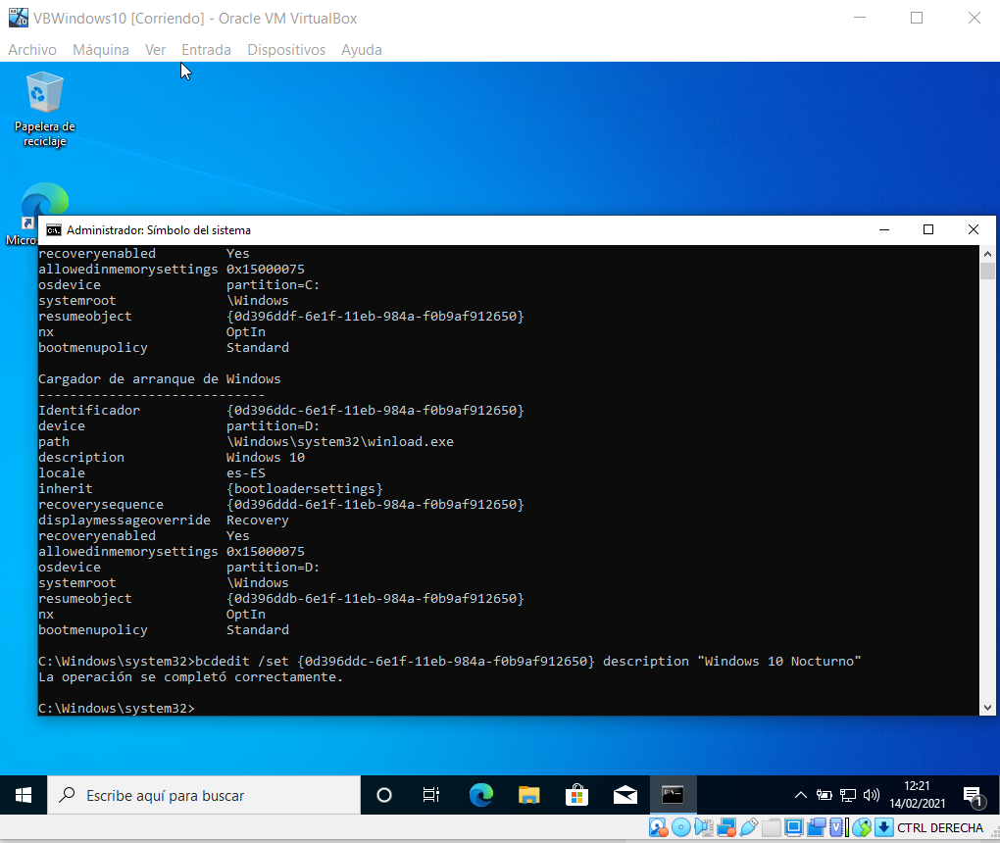 VBWindows10 [Corriendo] - Oracle VM VirtualBox
Archivo Máquina Ver Entrada Dispositivos Ayuda
Papelera de
reciclaje
Administrador: Símbolo del sistema
recoveryenabled Yes
allowedinmemorysettings 0x15000075
osdevice partition=C:
systemroot \Windows
resumeobject {0d396ddf-6e1f-11eb-984a-f0b9af912650}
nx OptIn
bootmenupolicy Standard
Cargador de arranque de Windows
-----------------------------
Identificador {0d396ddc-6e1f-11eb-984a-f0b9af912650}
device partition=D:
path \Windows\system32\winload.exe
description Windows 10
locale es-ES
inherit {bootloadersettings}
recoverysequence {0d396ddd-6e1f-11eb-984a-f0b9af912650}
displaymessageoverride Recovery
recoveryenabled Yes
allowedinmemorysettings 0x15000075
osdevice partition=D:
systemroot \Windows
resumeobject {0d396ddb-6e1f-11eb-984a-f0b9af912650}
nx OptIn
bootmenupolicy Standard
C:\Windows\system32>bcdedit /set {0d396ddc-6e1f-11eb-984a-f0b9af912650} description "Windows 10 Nocturno"
La operación se completó correctamente.
C:\Windows\system32>
Escribe aquí para buscar
12:21
14/02/2021
1
CTRL DERECHA